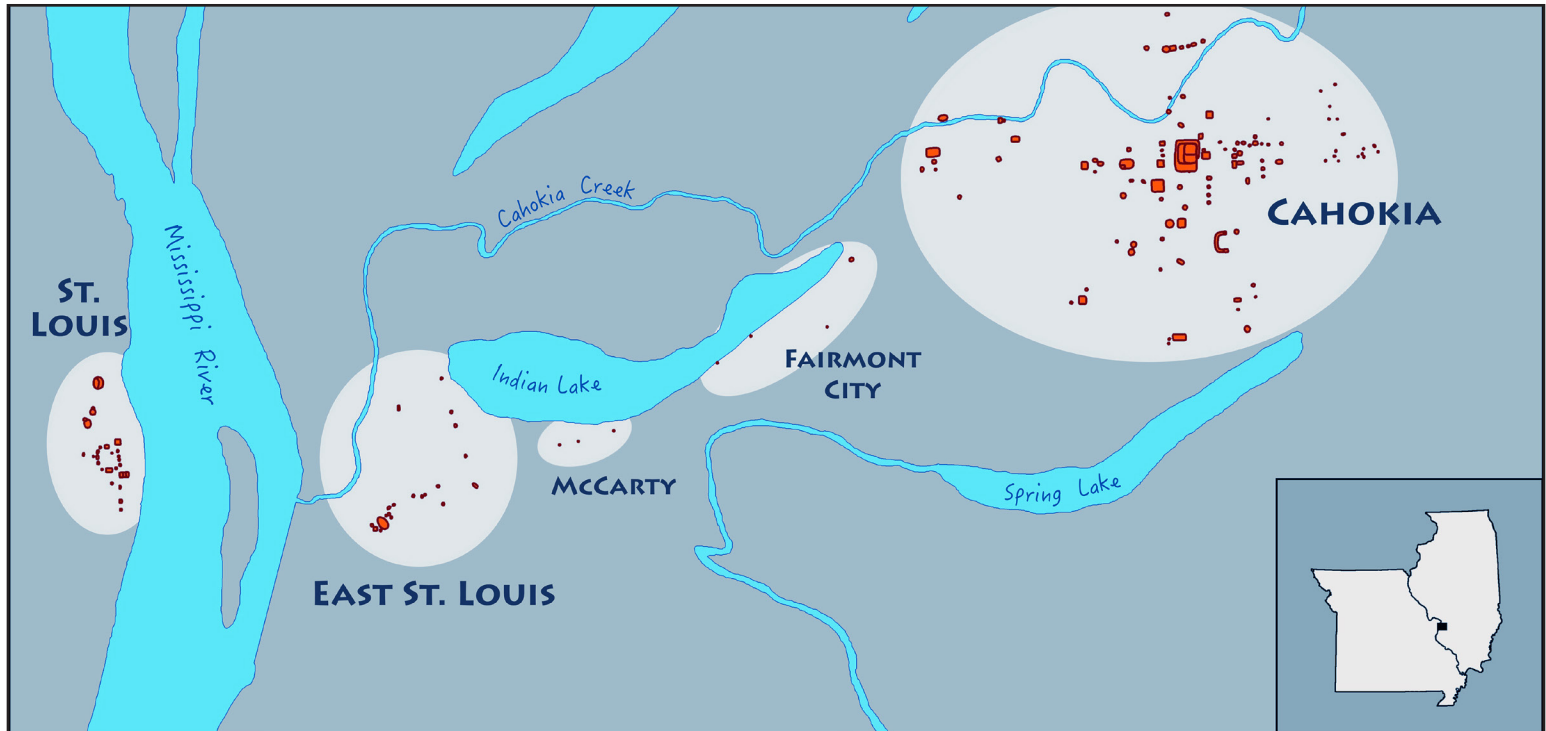 Cahokia Creek
CAHOKIA
Mississippi River
ST.
LOUIS
Indian Lake
FAIRMONT
CITY
MCCARTY
Spring Lake
EAST ST. LOUIS